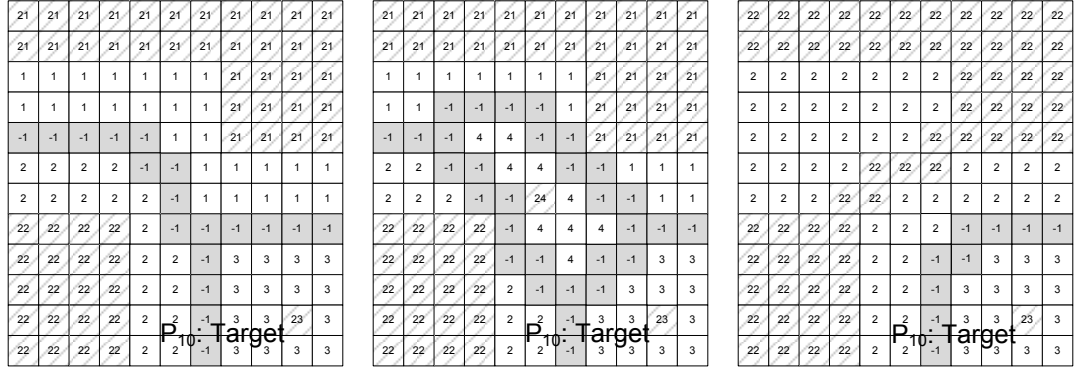 21 21 21 21 21 21 21 21 21 21 21
21 21 21 21 21 21 21 21 21 21 21
1 1 1 1 1 1 1 21 21 21 21
1 1 1 1 1 1 1 21 21 21 21
-1 -1 -1 -1 -1 1 1 21 21 21 21
2 2 2 2 -1 -1 1 1 1 1 1
2 2 2 2 2 -1 1 1 1 1 1
22 22 22 22 2 -1 -1 -1 -1 -1 -1
22 22 22 22 2 2 -1 3 3 3 3
22 22 22 22 2 2 -1 3 3 3 3
22 22 22 22 2 2 -1 3 3 23 3
P10: Target
22 22 22 22 2 2 -1 3 3 3 3
21 21 21 21 21 21 21 21 21 21 21
21 21 21 21 21 21 21 21 21 21 21
1 1 1 1 1 1 1 21 21 21 21
1 1 -1 -1 -1 -1 1 21 21 21 21
-1 -1 -1 4 4 -1 -1 21 21 21 21
2 2 -1 -1 4 4 -1 -1 1 1 1
2 2 2 -1 -1 24 4 -1 -1 1 1
22 22 22 22 -1 4 4 4 -1 -1 -1
22 22 22 22 -1 -1 4 -1 -1 3 3
22 22 22 22 2 -1 -1 -1 3 3 3
22 22 22 22 2 2 -1 3 3 23 3
P10: Target
22 22 22 22 2 2 -1 3 3 3 3
22 22 22 22 22 22 22 22 22 22 22
22 22 22 22 22 22 22 22 22 22 22
2 2 2 2 2 2 2 22 22 22 22
2 2 2 2 2 2 2 22 22 22 22
2 2 2 2 2 2 22 22 22 22 22
2 2 2 2 22 22 22 2 2 2 2
2 2 2 22 22 2 2 2 2 2 2
22 22 22 22 2 2 2 -1 -1 -1 -1
22 22 22 22 2 2 -1 -1 3 3 3
22 22 22 22 2 2 -1 3 3 3 3
22 22 22 22 2 2 -1 3 3 23 3
P10: Target
22 22 22 22 2 2 -1 3 3 3 3